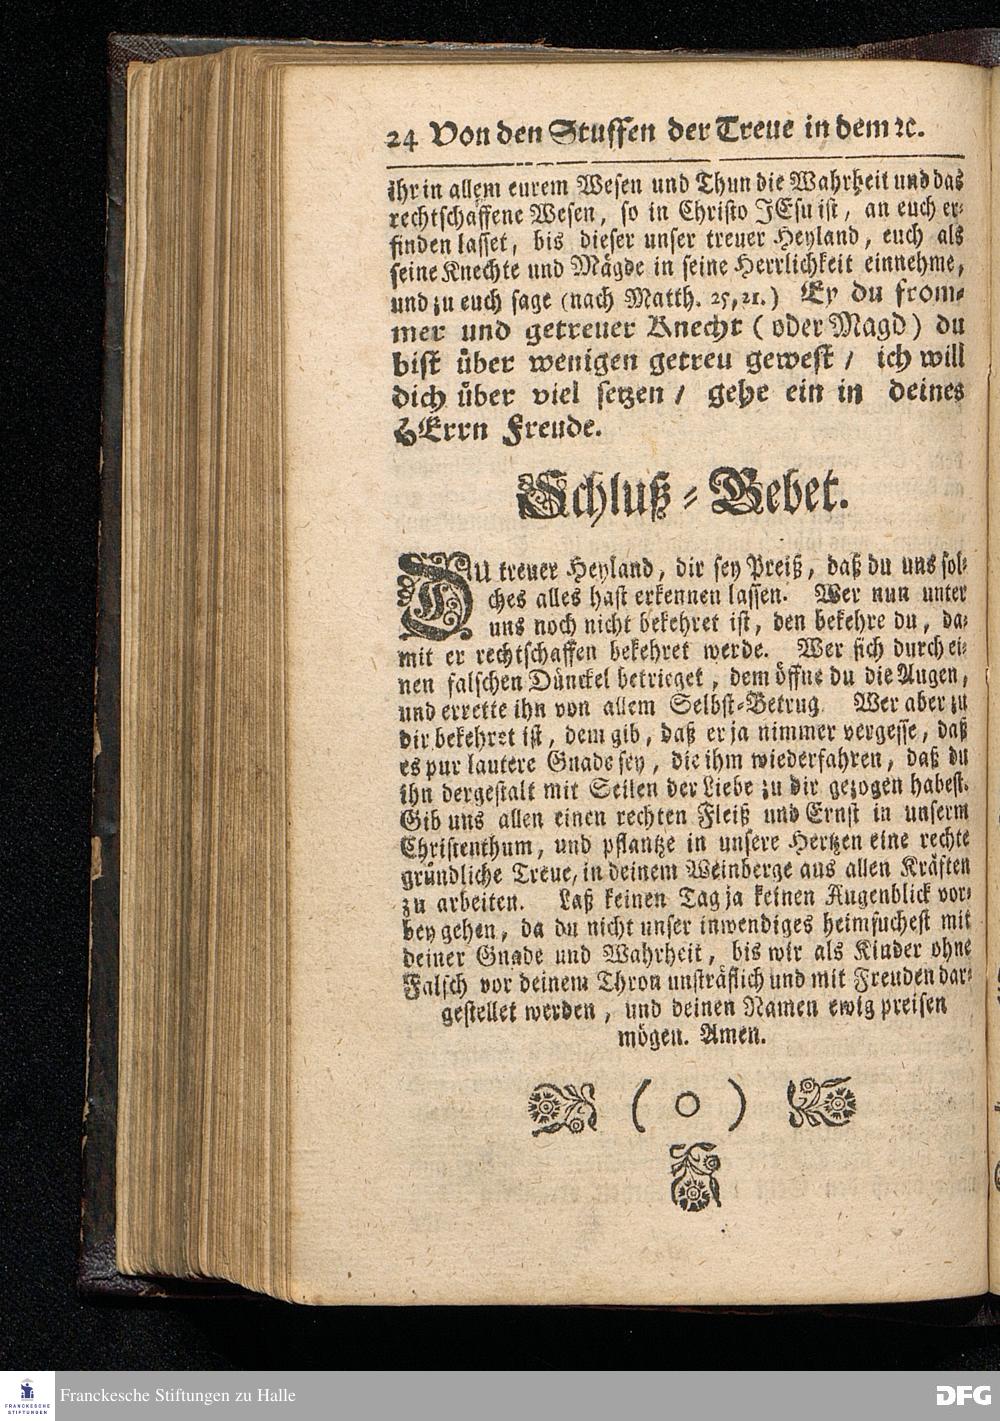 24 Von den Stuffen der Treue in dem ꝛc.
ihr in allem eurem Wesen und Thun die Wahrheit und das
rechtschaffene Wesen, so in Christo JEsu ist, an euch er-
finden lasset, bis dieser unser treuer Heyland, euch als
seine Knechte und Mägde in seine Herrlichkeit einnehme,
und zu euch sage (nach Matth. 25, 21.) Ey du from-
mer und getreuer Knecht (oder Magd) du
bist über wenigen getreu gewest / ich will
dich über viel setzen / gehe ein in deines
HErrn Freude.
Schluß-Gebet.
DU treuer Heyland, dir sey Preiß, daß du uns sol-
ches alles hast erkennen lassen. Wer nun unter
uns noch nicht bekehret ist, den bekehre du, da-
mit er rechtschaffen bekehret werde. Wer sich durch ei-
nen falschen Dünckel betrieget, dem öffne du die Augen,
und errette ihn von allem Selbst-Betrug. Wer aber zu
dir bekehret ist, dem gib, daß er ja nimmer vergesse, daß
es pur lautere Gnade sey, die ihm wiederfahren, daß du
ihn dergestalt mit Seilen der Liebe zu dir gezogen habest.
Gib uns allen einen rechten Fleiß und Ernst in unserm
Christenthum, und pflantze in unsere Hertzen eine rechte
gründliche Treue, in deinem Weinberge aus allen Kräften
zu arbeiten. Laß keinen Tag ja keinen Augenblick vor-
bey gehen, da du nicht unser inwendiges heimsuchest mit
deiner Gnade und Wahrheit, bis wir als Kinder ohne
Falsch vor deinem Thron unsträflich und mit Freuden dar-
gestellet werden, und deinen Namen ewig preisen
mögen. Amen.
( o )
FRANCKESCHE
STIFTUNGEN
Franckesche Stiftungen zu Halle
DFG